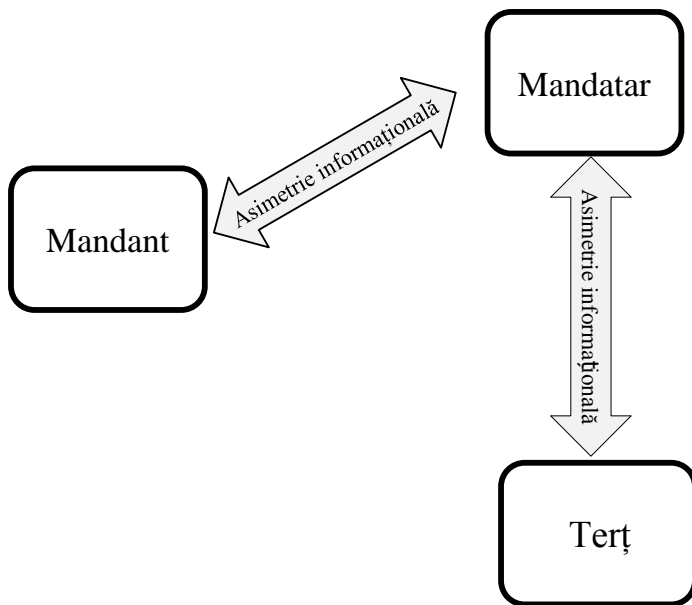 Mandatar
Asimetrie informațională
Mandant
Asimetrie informațională
Terț